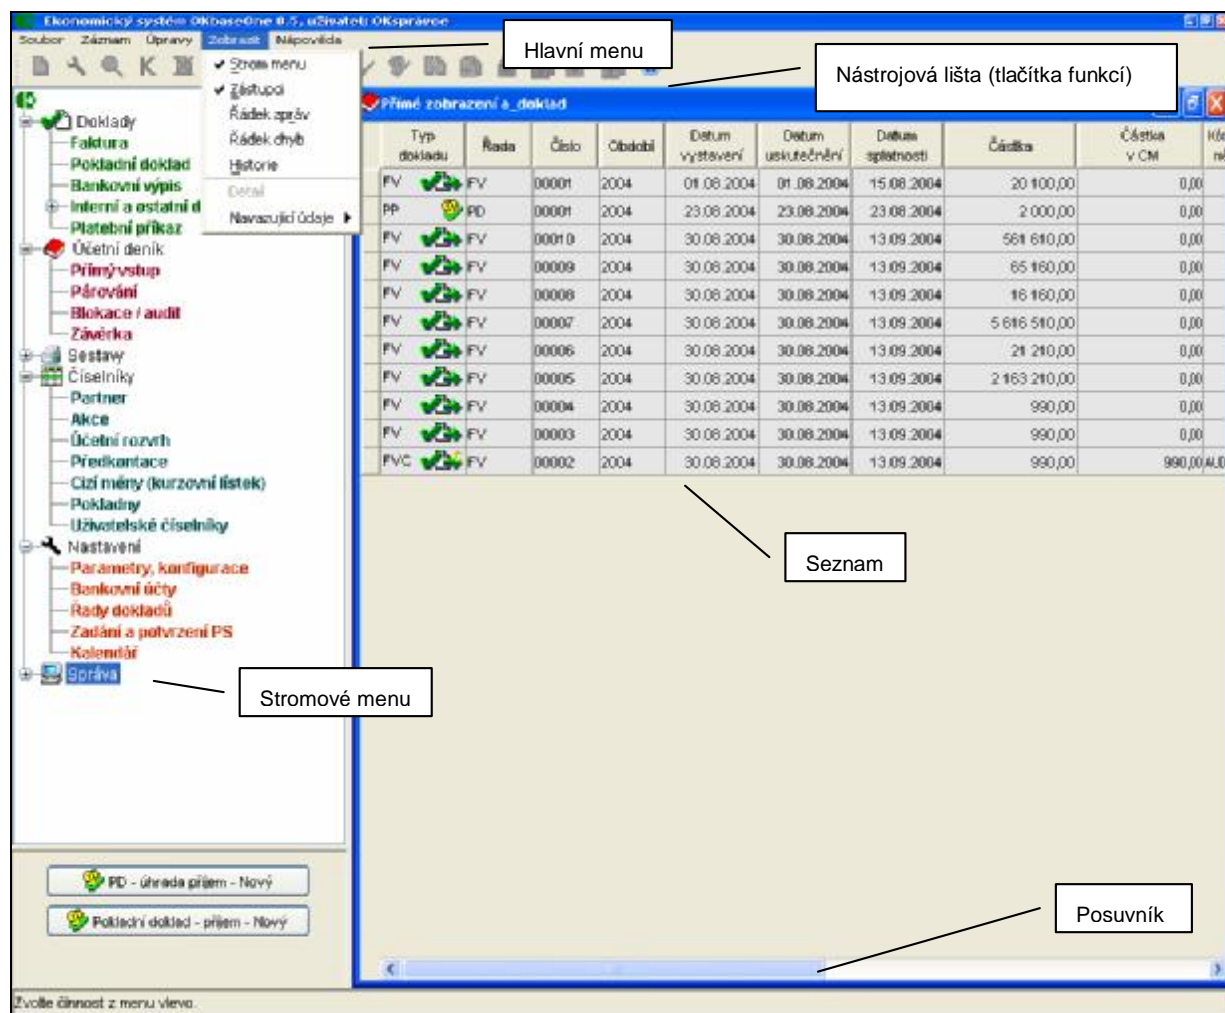 Ekonomický systém OKbaseOne 0.5, uživatel: OKsprávce
Soubor Záznam Úpravy Zobrazit Nápověda
Hlavní menu
Nástrojová lišta (tlačítka funkcí)
Strom menu
Zástupci
Řádek zpráv
Řádek chyb
Historie
Detail
Navazující údaje
Doklady
Faktura
Pokladní doklad
Bankovní výpis
Interní a ostatní d
Platební příkaz
Účetní deník
Přímý vstup
Párování
Blokace / audit
Závěrka
Sestavy
Číselníky
Partner
Akce
Účetní rozvrh
Předkontace
Cizí měny (kurzovní lístek)
Pokladny
Uživatelské číselníky
Nastavení
Parametry, konfigurace
Bankovní účty
Řady dokladů
Zadání a potvrzení PS
Kalendář
Správa
Stromové menu
PD - úhrada příjem - Nový
Pokladní doklad - příjem - Nový
Přímé zobrazení a_doklad
Typ dokladu Řada Číslo Období Datum vystavení Datum uskutečnění Datum splatnosti Částka Částka v CM
FV FV 00001 2004 01.08.2004 01.08.2004 15.08.2004 20 100,00 0,00
PP PD 00001 2004 23.08.2004 23.08.2004 23.08.2004 2 000,00 0,00
FV FV 00010 2004 30.08.2004 30.08.2004 13.09.2004 561 610,00 0,00
FV FV 00009 2004 30.08.2004 30.08.2004 13.09.2004 65 160,00 0,00
FV FV 00008 2004 30.08.2004 30.08.2004 13.09.2004 16 160,00 0,00
FV FV 00007 2004 30.08.2004 30.08.2004 13.09.2004 5 616 510,00 0,00
FV FV 00006 2004 30.08.2004 30.08.2004 13.09.2004 21 210,00 0,00
FV FV 00005 2004 30.08.2004 30.08.2004 13.09.2004 2 163 210,00 0,00
FV FV 00004 2004 30.08.2004 30.08.2004 13.09.2004 990,00 0,00
FV FV 00003 2004 30.08.2004 30.08.2004 13.09.2004 990,00 0,00
FVC FV 00002 2004 30.08.2004 30.08.2004 13.09.2004 990,00 990,00 AUD
Seznam
Posuvník
Zvolte činnost z menu vlevo.